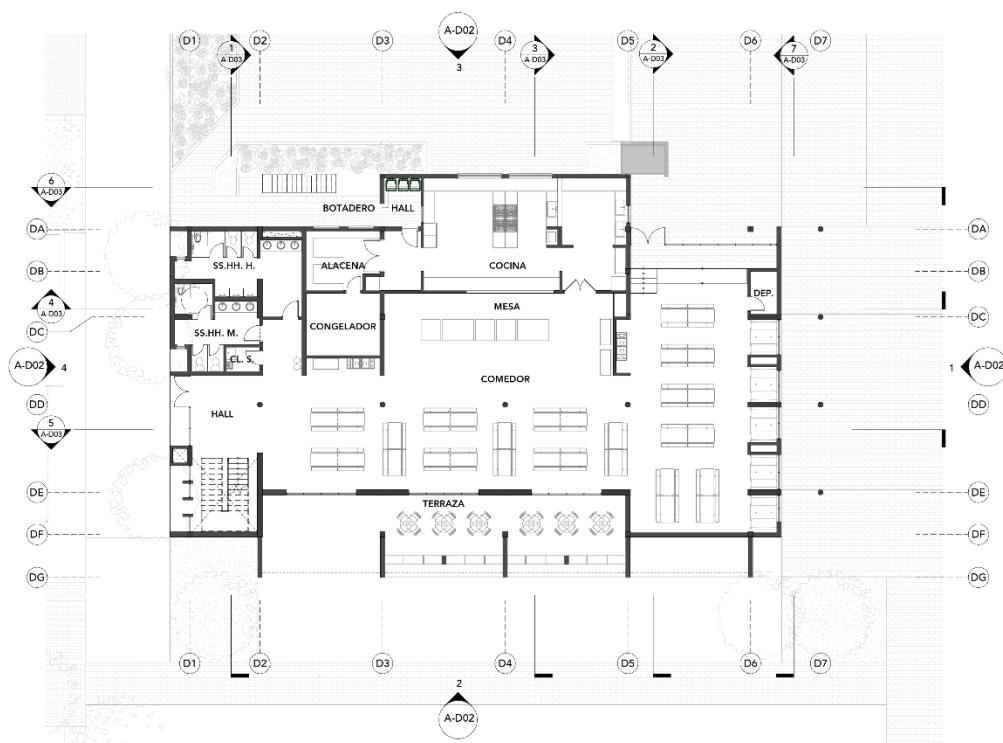 D1
D2
D3
A-D02
3
D4
D5
D6
D7
1
A-D03
3
A-D03
2
A-D03
7
A-D03
6
A-D03
DA
DB
4
A-D03
DC
A-D02
4
DD
5
A-D03
DE
DF
DG
BOTADERO
HALL
SS.HH. H.
ALACENA
COCINA
DEP.
MESA
CONGELADOR
SS.HH. M.
CL. S.
COMEDOR
HALL
TERRAZA
DA
DB
DC
1
A-D02
DD
DE
DF
DG
D1
D2
D3
D4
D5
D6
D7
2
A-D02